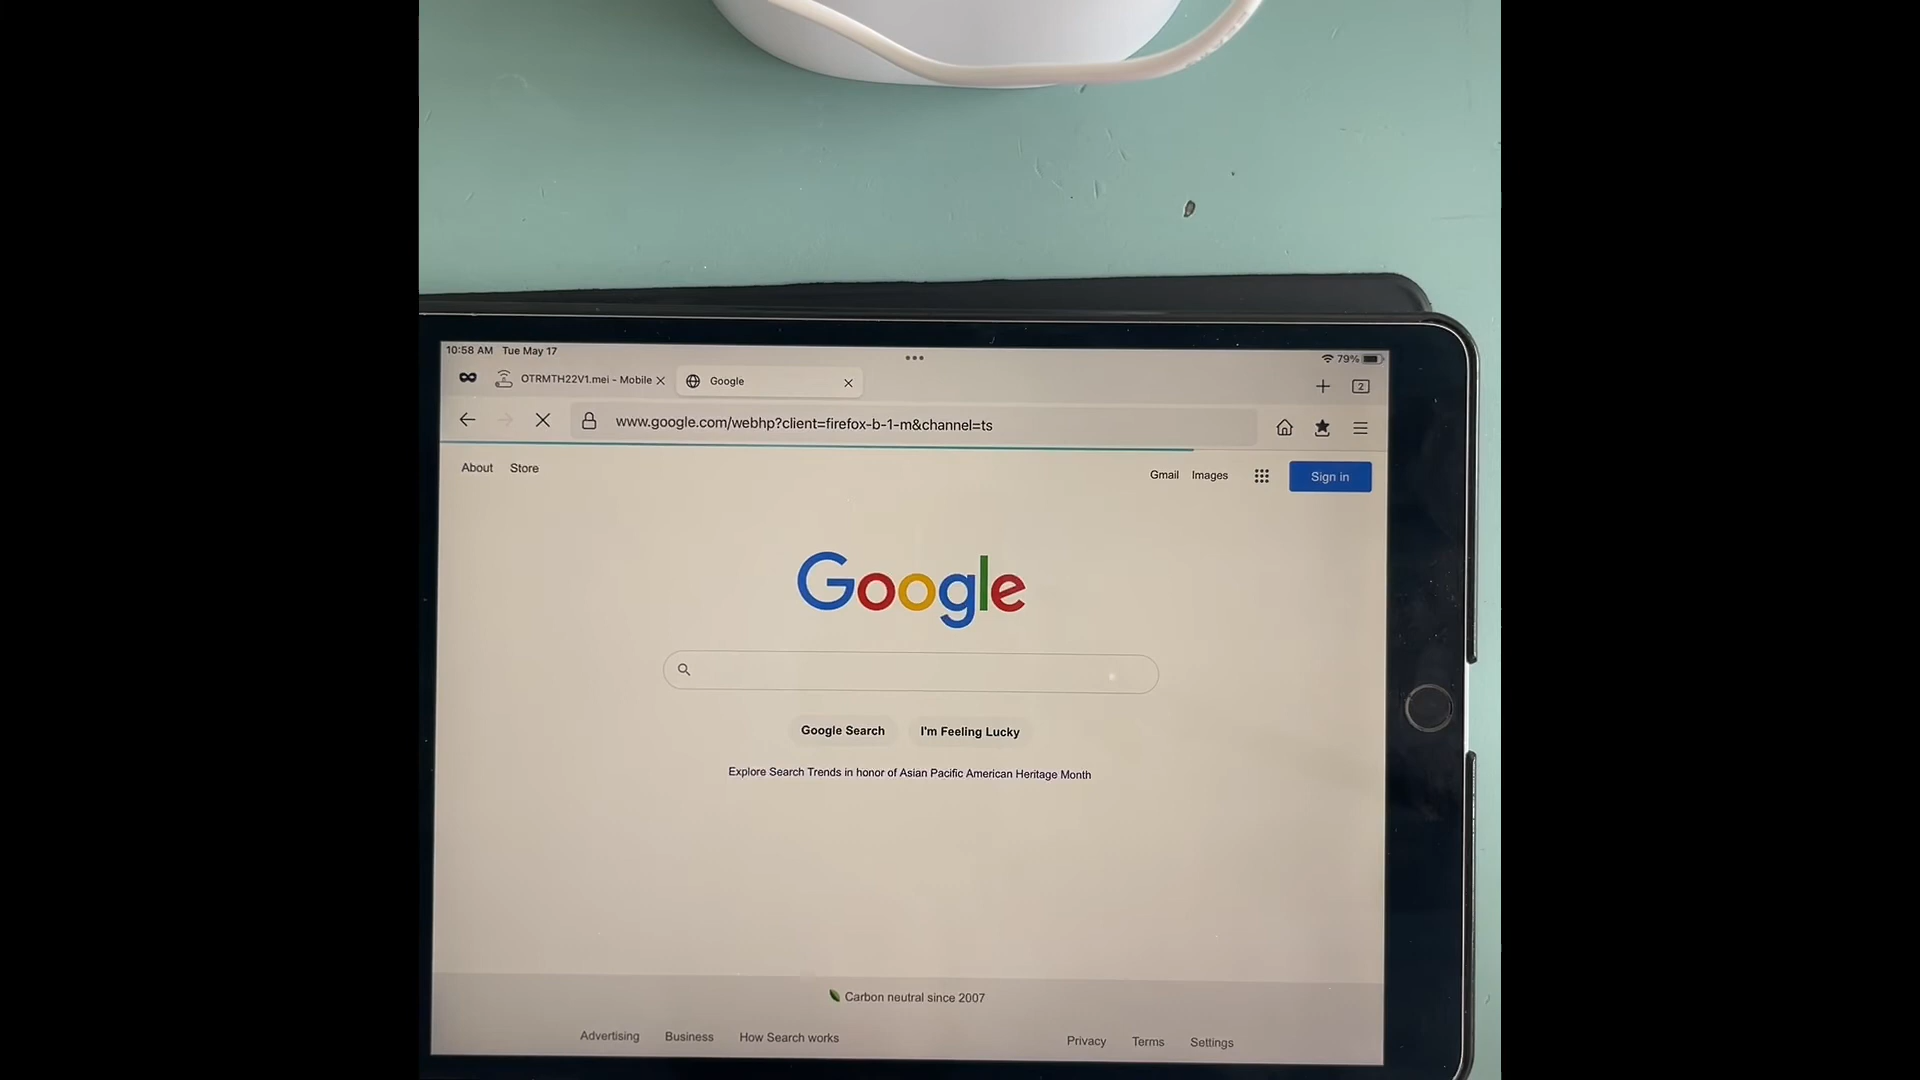 10:58 AM Tue May 17
79%
OTRMTH22V1.mei - Mobile
Google
2
www.google.com/webhp?client=firefox-b-1-m&channel=ts
About Store
Gmail Images
Sign in
Google
Google Search I'm Feeling Lucky
Explore Search Trends in honor of Asian Pacific American Heritage Month
Carbon neutral since 2007
Advertising Business How Search works
Privacy Terms Settings